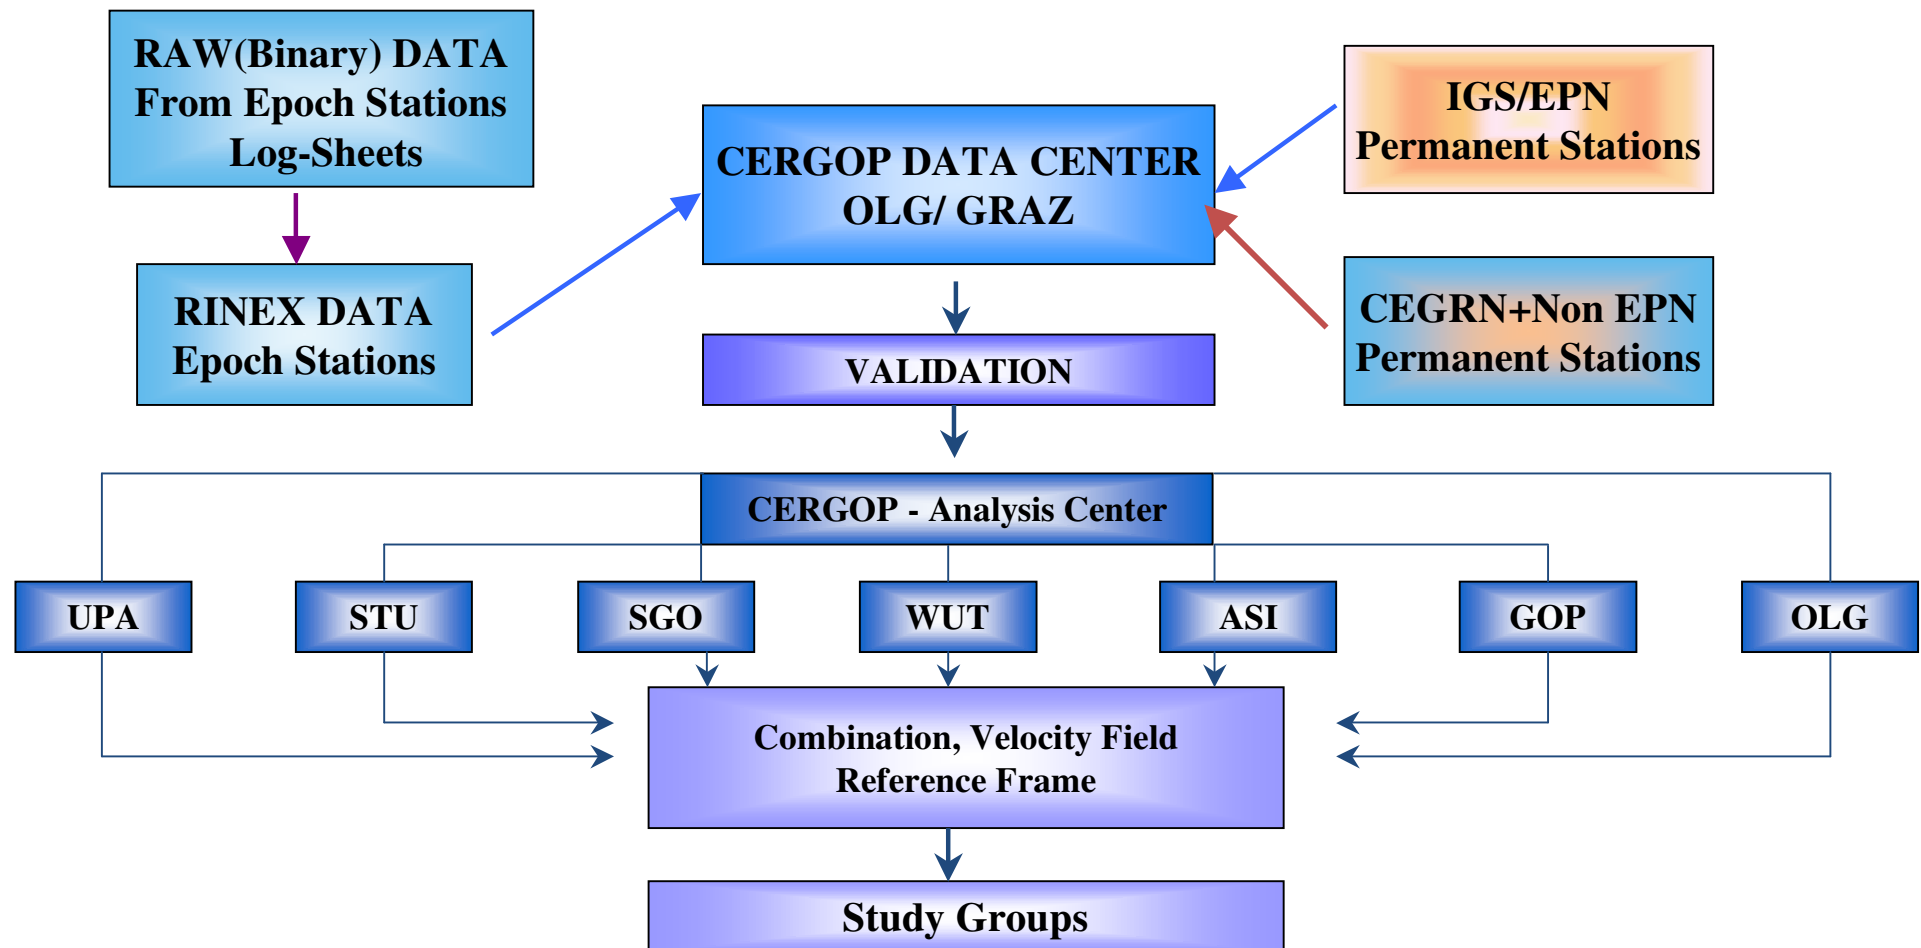 RAW(Binary) DATA
From Epoch Stations
Log-Sheets
RINEX DATA
Epoch Stations
CERGOP DATA CENTER
OLG/ GRAZ
IGS/EPN
Permanent Stations
CEGRN+Non EPN
Permanent Stations
VALIDATION
CERGOP - Analysis Center
UPA
STU
SGO
WUT
ASI
GOP
OLG
Combination, Velocity Field
Reference Frame
Study Groups